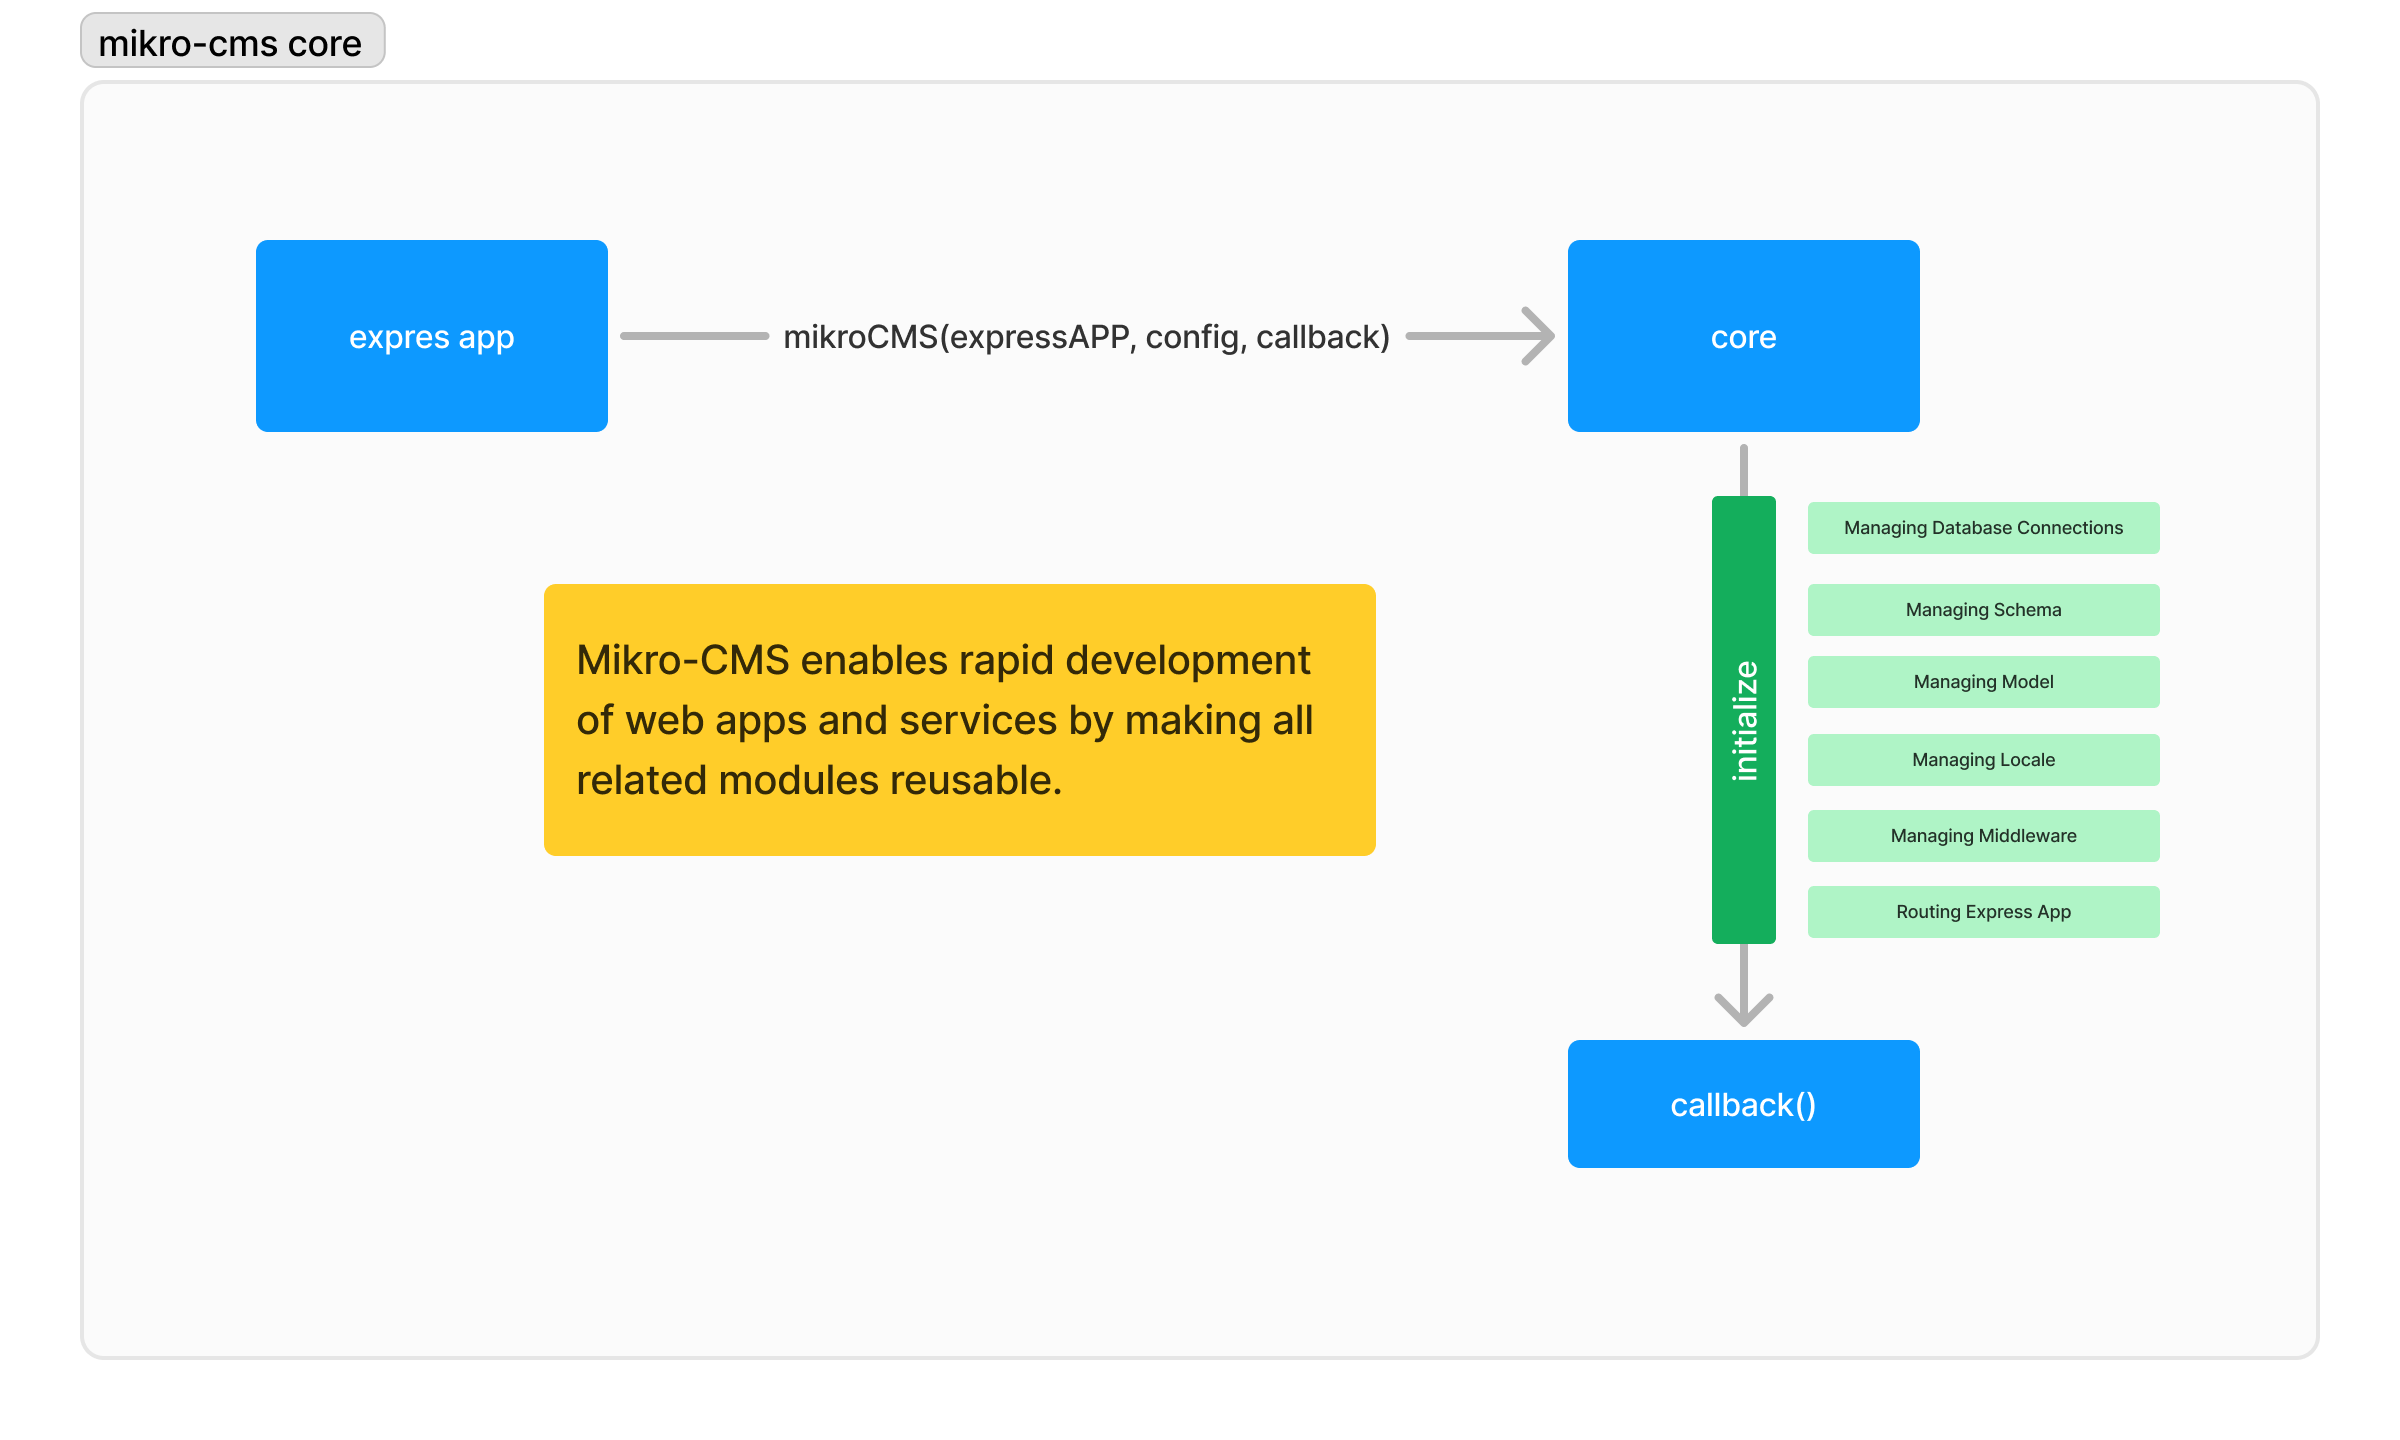 mikro-cms core
expres app
mikroCMS(expressAPP, config, callback)
core
Mikro-CMS enables rapid development
of web apps and services by making all
related modules reusable.
initialize
Managing Database Connections
Managing Schema
Managing Model
Managing Locale
Managing Middleware
Routing Express App
callback()